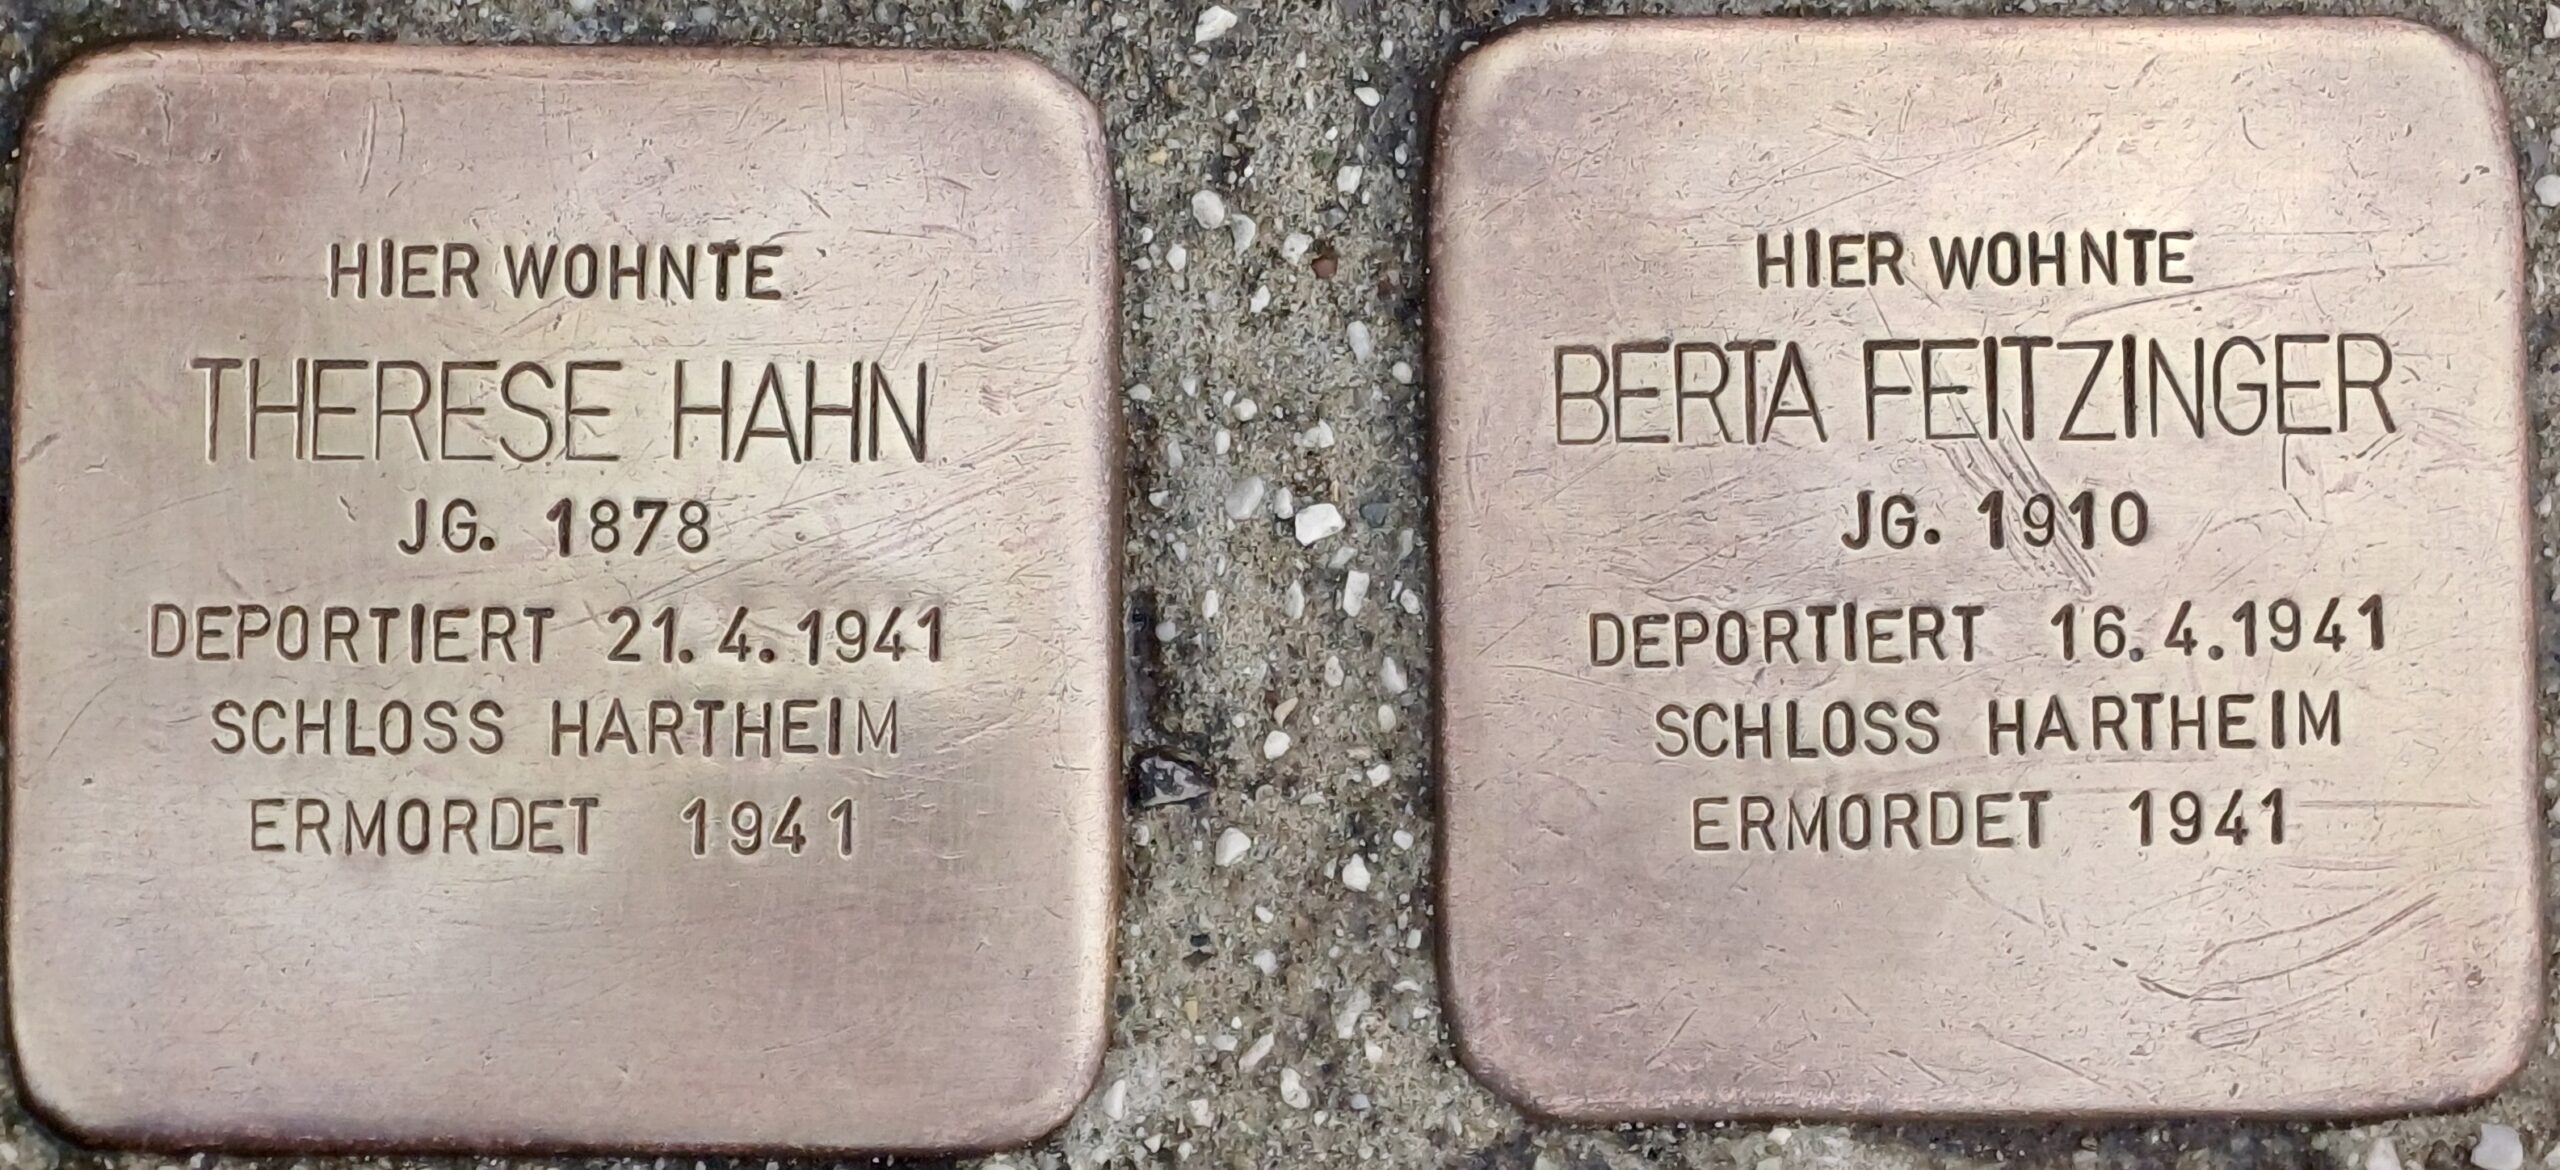 HIER WOHNTE
THERESE HAHN
JG. 1878
DEPORTIERT 21.4.1941
SCHLOSS HARTHEIM
ERMORDET 1941
HIER WOHNTE
BERTA FEITZINGER
JG. 1910
DEPORTIERT 16.4.1941
SCHLOSS HARTHEIM
ERMORDET 1941